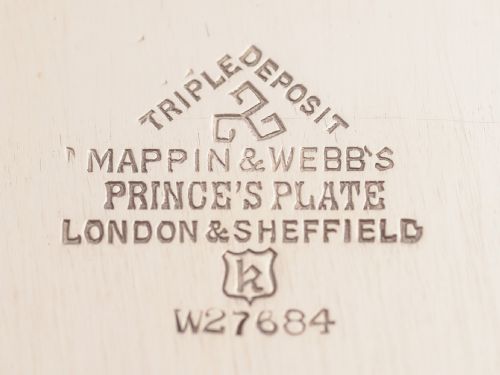 TRIPLE DEPOSIT
MAPPIN & WEBB'S
PRINCE'S PLATE
LONDON & SHEFFIELD
k
W27684